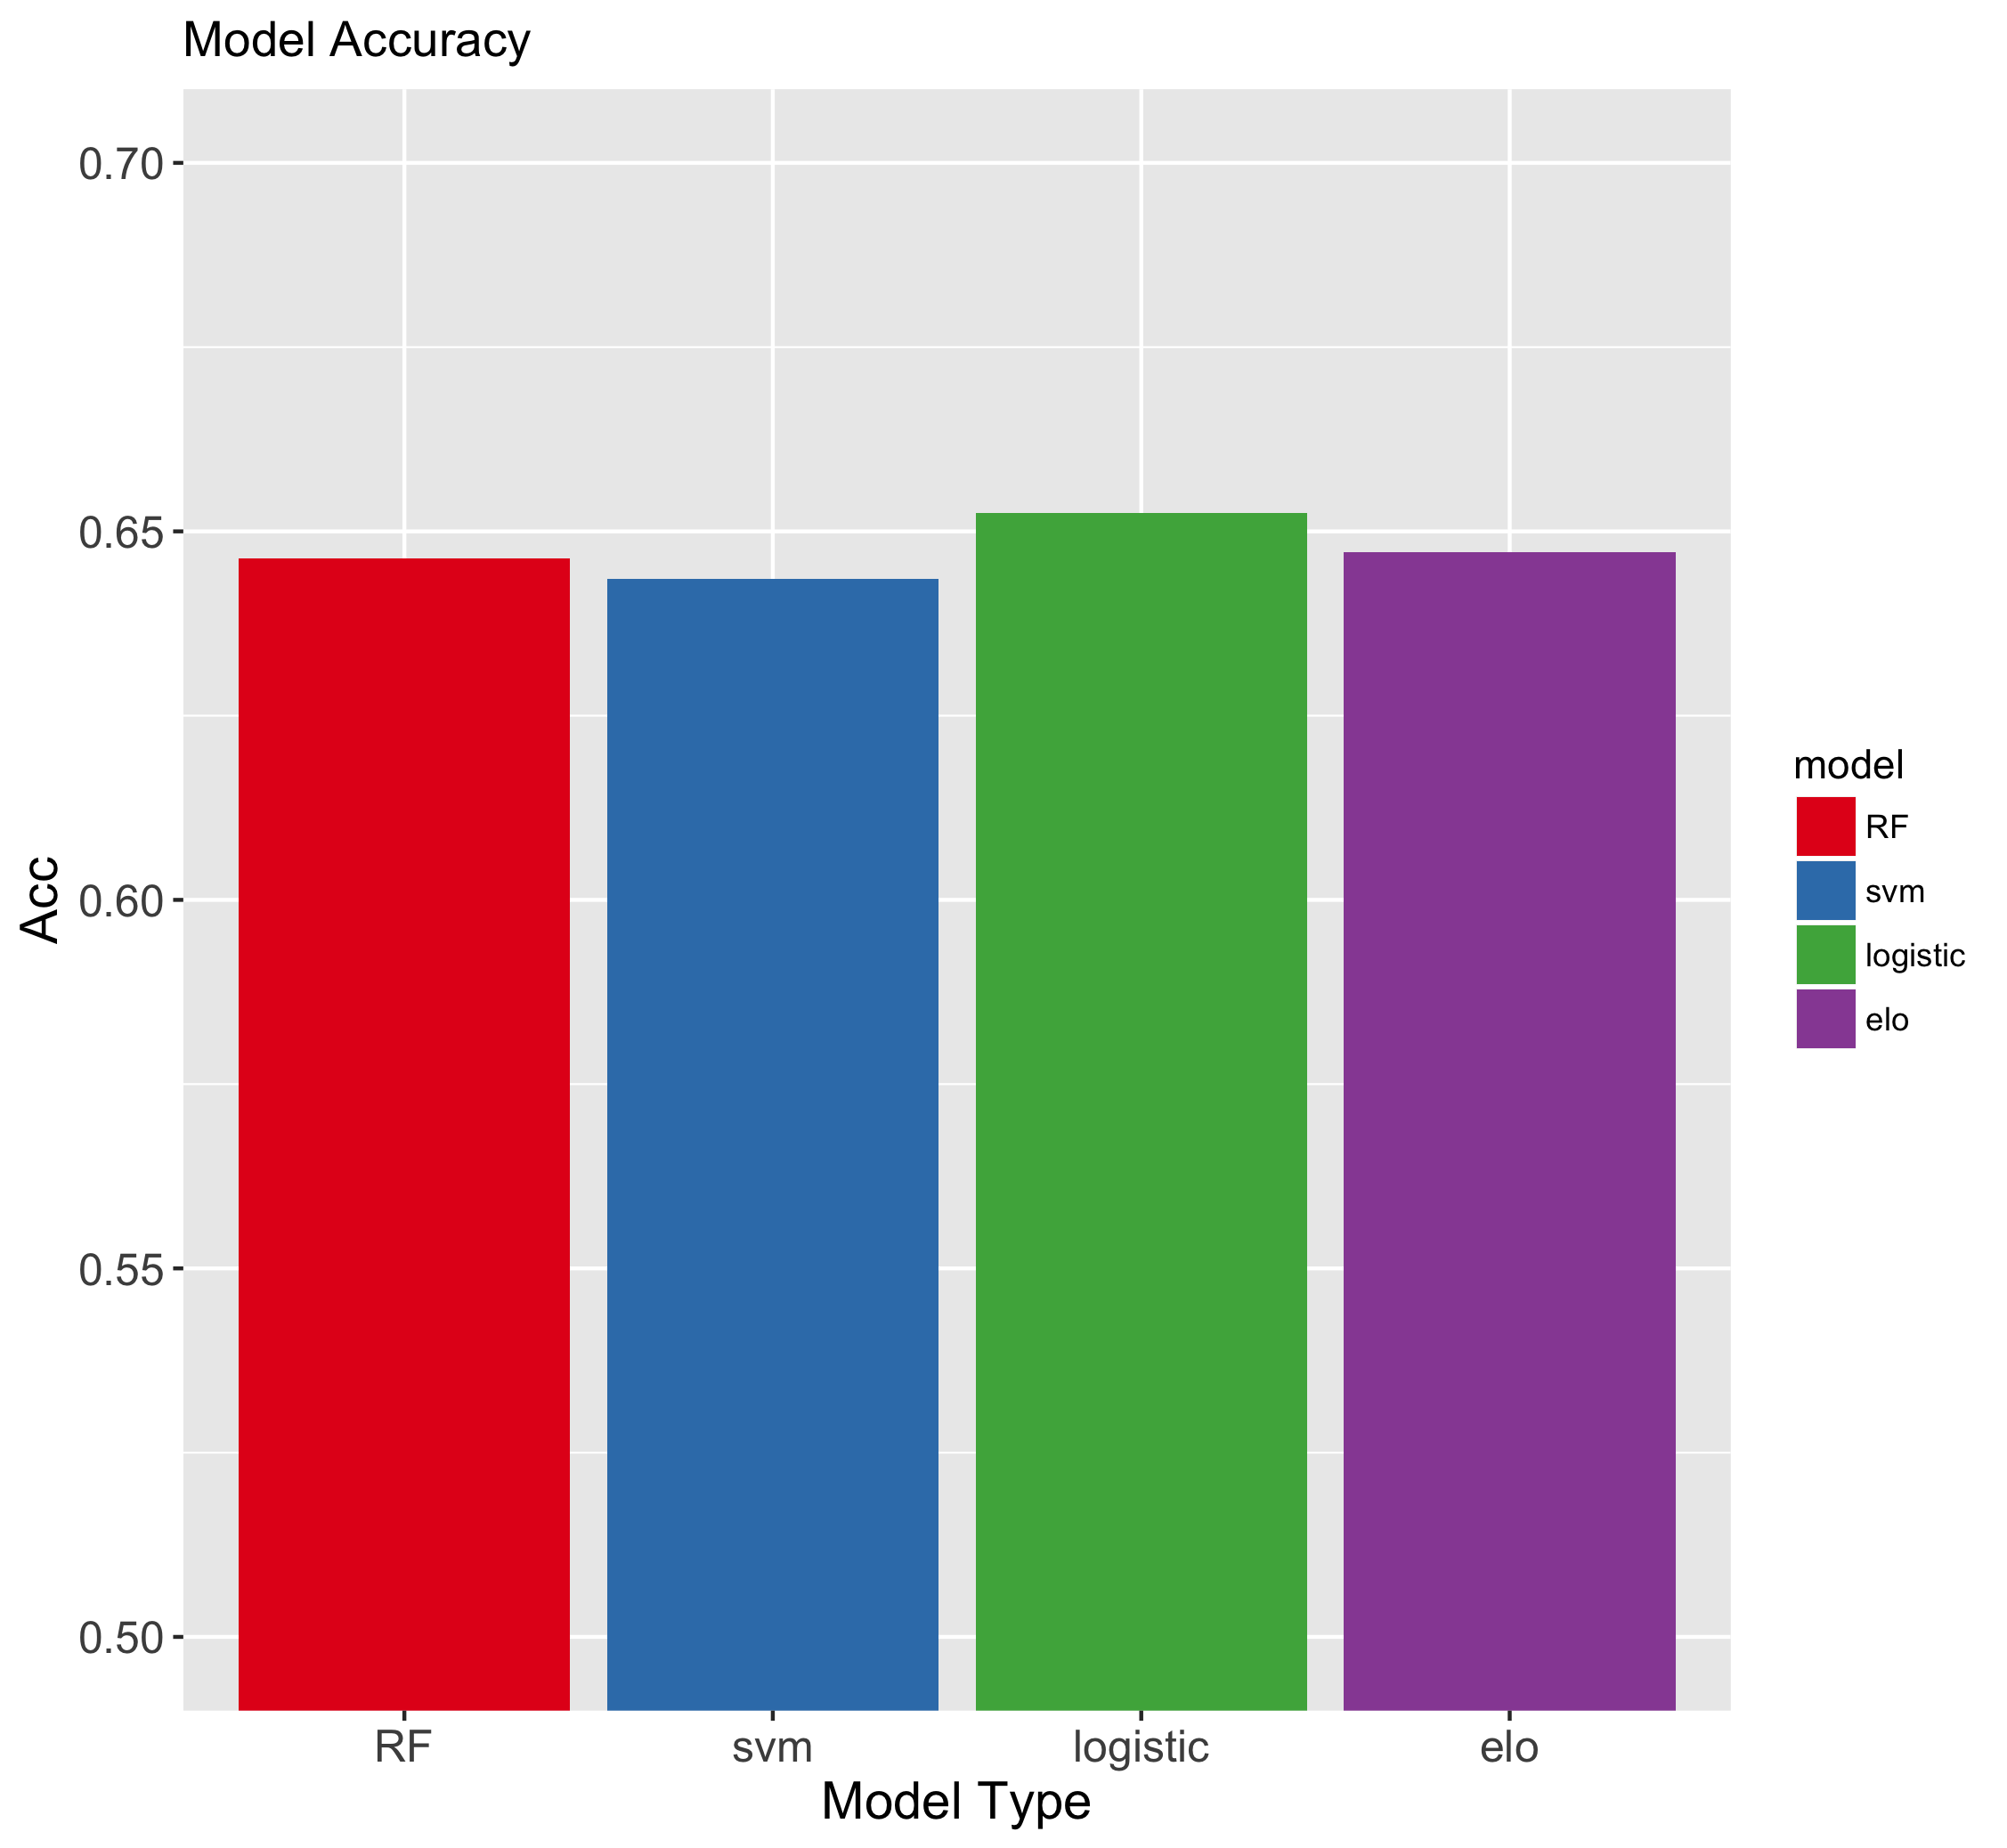 Model Accuracy
Acc
0.70
0.65
0.60
0.55
0.50
RF
svm
logistic
elo
Model Type
model
RF
svm
logistic
elo